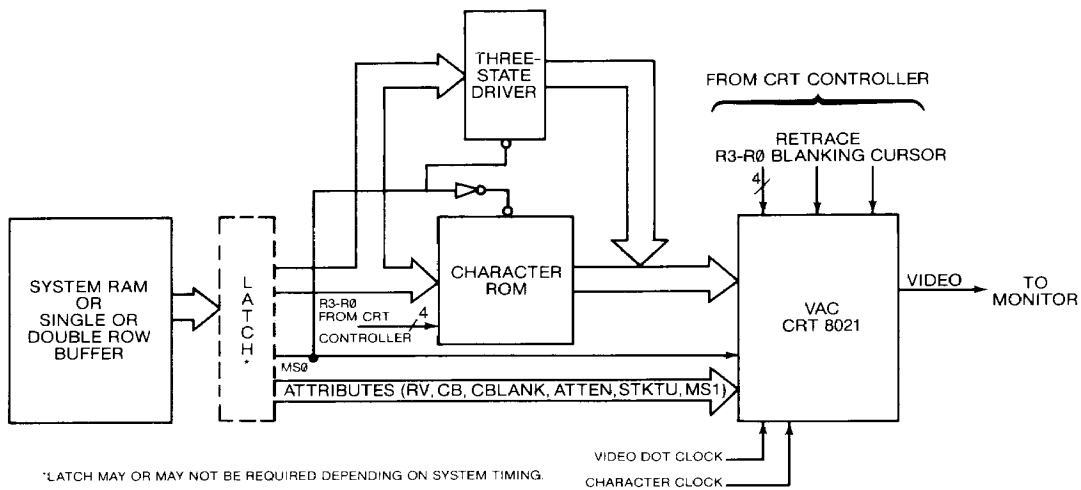 THREE-
STATE
DRIVER
FROM CRT CONTROLLER
RETRACE
R3-RØ BLANKING CURSOR
4
SYSTEM RAM
OR
SINGLE OR
DOUBLE ROW
BUFFER
L
A
T
C
H
*
CHARACTER
ROM
R3-RØ
FROM CRT
CONTROLLER
4
MSØ
VAC
CRT 8021
VIDEO
TO
MONITOR
ATTRIBUTES (RV, CB, CBLANK, ATTEN, STKTU, MS1)
VIDEO DOT CLOCK
CHARACTER CLOCK
*LATCH MAY OR MAY NOT BE REQUIRED DEPENDING ON SYSTEM TIMING.